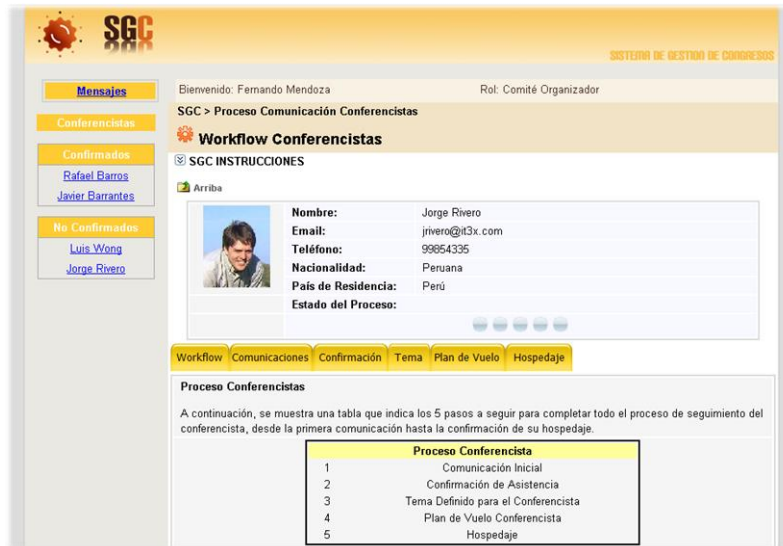 SGC
SISTEMA DE GESTION DE CONGRESOS
Mensajes
Conferencistas
Confirmados
Rafael Barros
Javier Barrantes
No Confirmados
Luis Wong
Jorge Rivero
Bienvenido: Fernando Mendoza Rol: Comité Organizador
SGC > Proceso Comunicación Conferencistas
Workflow Conferencistas
SGC INSTRUCCIONES
Arriba
Nombre: Jorge Rivero
Email: jrivero@it3x.com
Teléfono: 99854335
Nacionalidad: Peruana
País de Residencia: Perú
Estado del Proceso:
Workflow Comunicaciones Confirmación Tema Plan de Vuelo Hospedaje
Proceso Conferencistas
A continuación, se muestra una tabla que indica los 5 pasos a seguir para completar todo el proceso de seguimiento del
conferencista, desde la primera comunicación hasta la confirmación de su hospedaje.
Proceso Conferencista
1 Comunicación Inicial
2 Confirmación de Asistencia
3 Tema Definido para el Conferencista
4 Plan de Vuelo Conferencista
5 Hospedaje